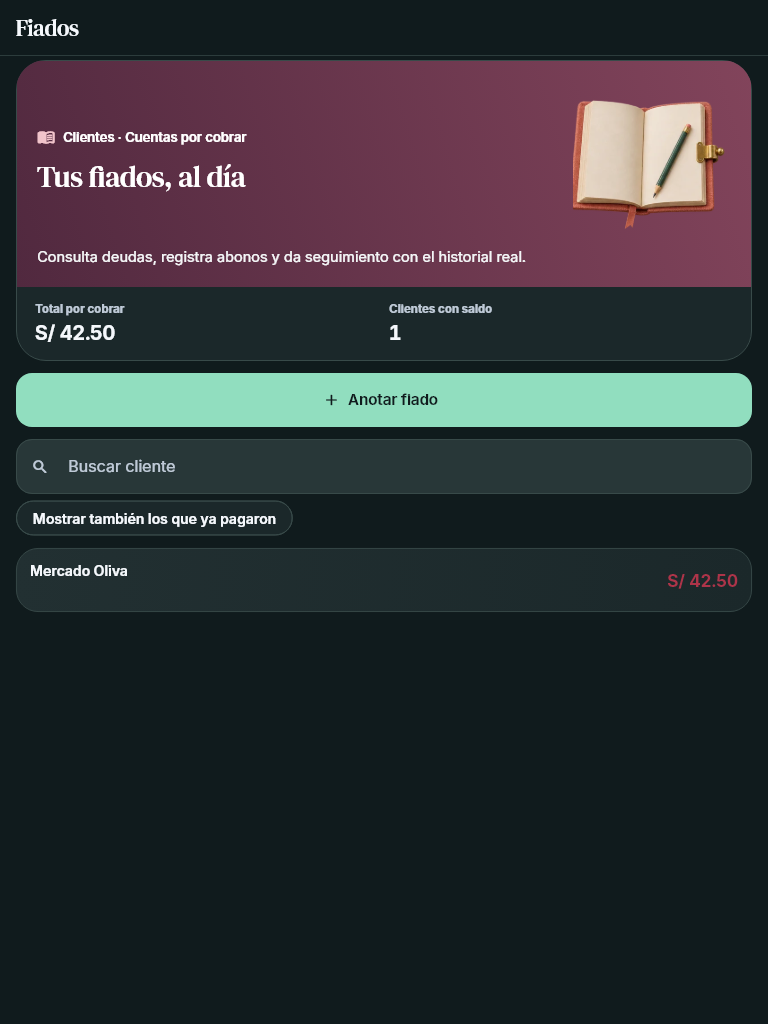 Fiados
Clientes · Cuentas por cobrar
Tus fiados, al día
Consulta deudas, registra abonos y da seguimiento con el historial real.
Total por cobrar
S/ 42.50
Clientes con saldo
1
+ Anotar fiado
Buscar cliente
Mostrar también los que ya pagaron
Mercado Oliva
S/ 42.50